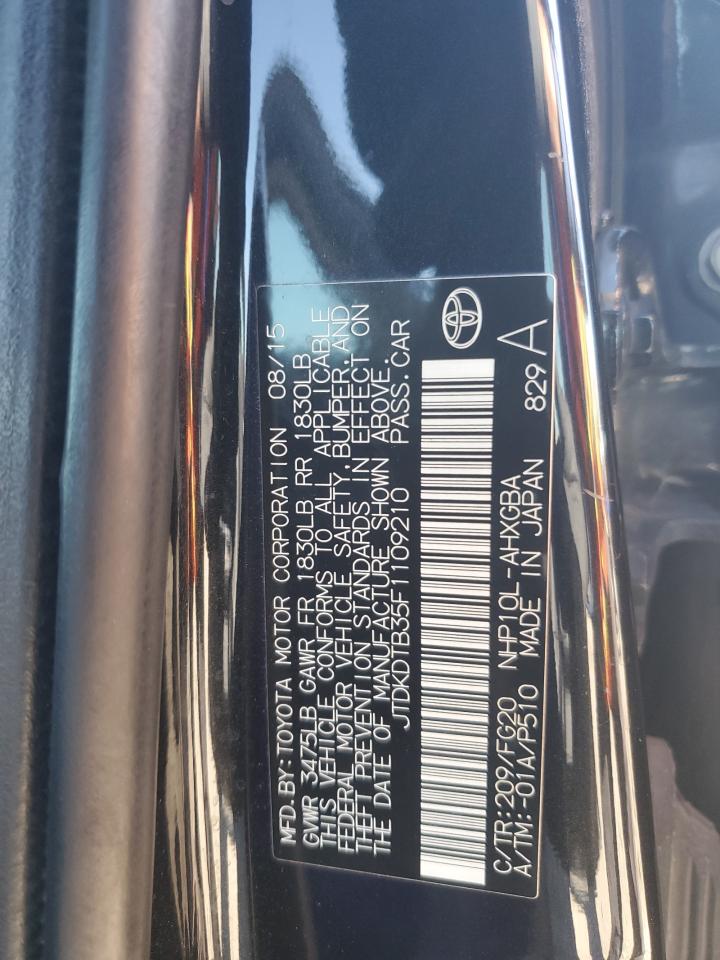 MFD. BY: TOYOTA MOTOR CORPORATION 08/15
GVWR 3475LB GAWR FR 1830LB RR 1830LB
THIS VEHICLE CONFORMS TO ALL APPLICABLE
FEDERAL MOTOR VEHICLE SAFETY, BUMPER, AND
THEFT PREVENTION STANDARDS IN EFFECT ON
THE DATE OF MANUFACTURE SHOWN ABOVE.
JTDKDTB35F1109210 PASS. CAR
C/TR: 209/FG20 NHP10L-AHXGBA
A/TM: -01A/P510 MADE IN JAPAN 829 A